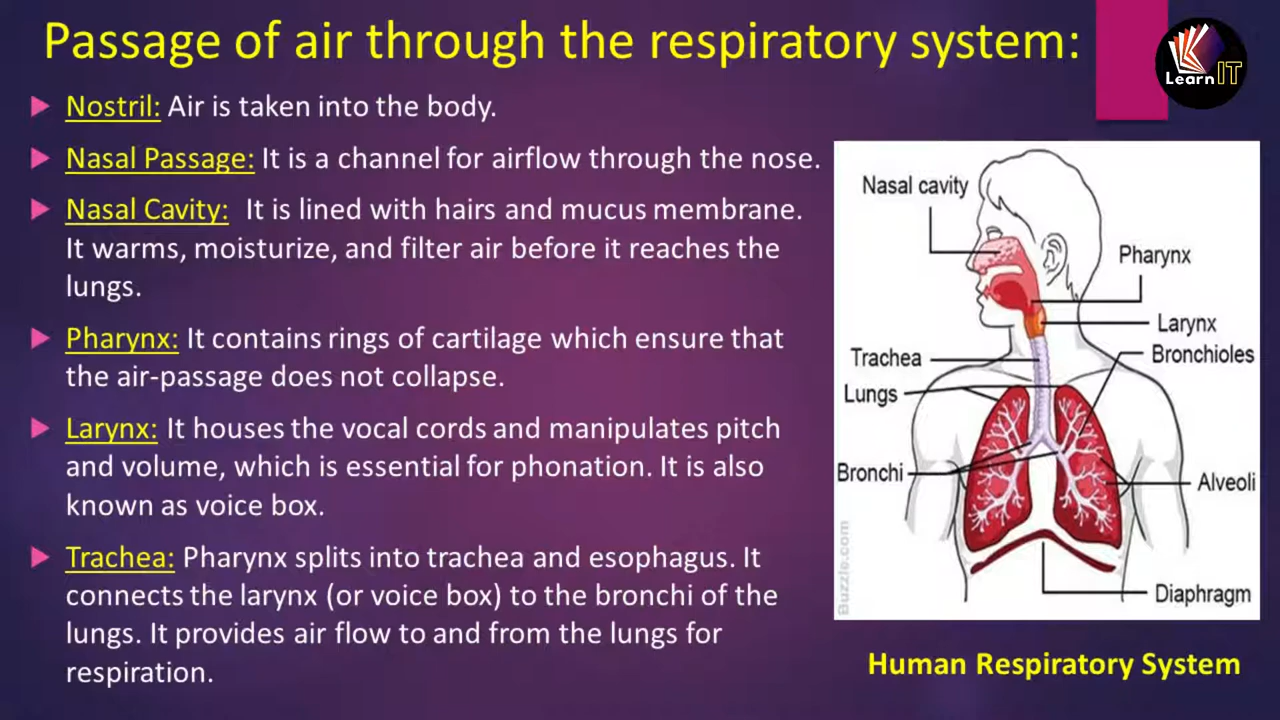 Passage of air through the respiratory system:
Learn IT
Nostril: Air is taken into the body.
Nasal Passage: It is a channel for airflow through the nose.
Nasal Cavity: It is lined with hairs and mucus membrane.
It warms, moisturize, and filter air before it reaches the
lungs.
Pharynx: It contains rings of cartilage which ensure that
the air-passage does not collapse.
Larynx: It houses the vocal cords and manipulates pitch
and volume, which is essential for phonation. It is also
known as voice box.
Trachea: Pharynx splits into trachea and esophagus. It
connects the larynx (or voice box) to the bronchi of the
lungs. It provides air flow to and from the lungs for
respiration.
Nasal cavity
Pharynx
Larynx
Bronchioles
Trachea
Lungs
Bronchi
Alveoli
Diaphragm
Buzzle.com
Human Respiratory System